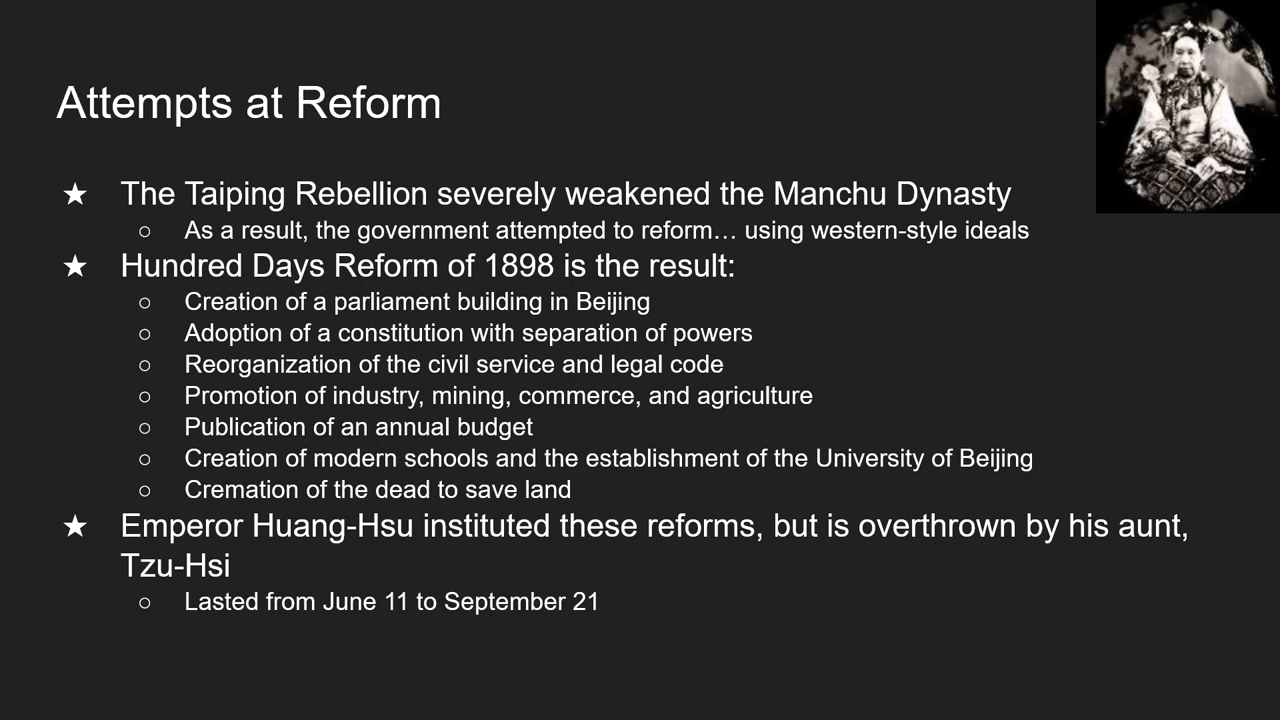 Attempts at Reform
★ The Taiping Rebellion severely weakened the Manchu Dynasty
○ As a result, the government attempted to reform… using western-style ideals
★ Hundred Days Reform of 1898 is the result:
○ Creation of a parliament building in Beijing
○ Adoption of a constitution with separation of powers
○ Reorganization of the civil service and legal code
○ Promotion of industry, mining, commerce, and agriculture
○ Publication of an annual budget
○ Creation of modern schools and the establishment of the University of Beijing
○ Cremation of the dead to save land
★ Emperor Huang-Hsu instituted these reforms, but is overthrown by his aunt,
Tzu-Hsi
○ Lasted from June 11 to September 21